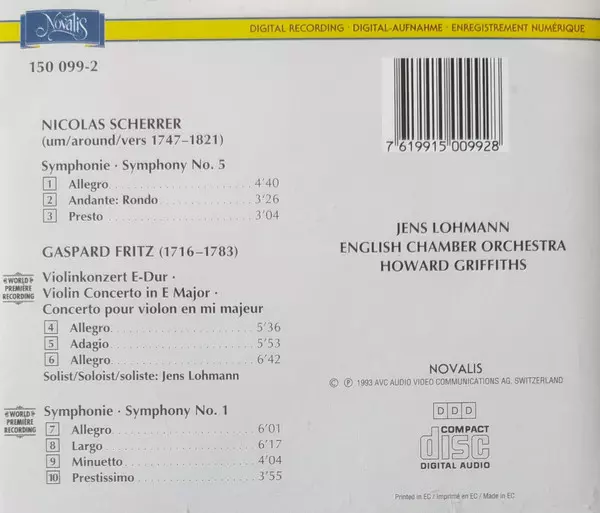 Novalis
DIGITAL RECORDING · DIGITAL-AUFNAHME · ENREGISTREMENT NUMÉRIQUE
150 099-2
NICOLAS SCHERRER
(um/around/vers 1747–1821)
Symphonie · Symphony No. 5
1 Allegro 4′40
2 Andante: Rondo 3′26
3 Presto 3′04
GASPARD FRITZ (1716–1783)
WORLD
PREMIÈRE
RECORDING
Violinkonzert E-Dur ·
Violin Concerto in E Major ·
Concerto pour violon en mi majeur
4 Allegro 5′36
5 Adagio 5′53
6 Allegro 6′42
Solist/Soloist/soliste: Jens Lohmann
WORLD
PREMIÈRE
RECORDING
Symphonie · Symphony No. 1
7 Allegro 6′01
8 Largo 6′17
9 Minuetto 4′04
10 Prestissimo 3′55
7 619915 009928
JENS LOHMANN
ENGLISH CHAMBER ORCHESTRA
HOWARD GRIFFITHS
NOVALIS
© ℗ 1993 AVC AUDIO VIDEO COMMUNICATIONS AG, SWITZERLAND
D D D
COMPACT
disc
DIGITAL AUDIO
Printed in EC / Imprimé en EC / Made in EC